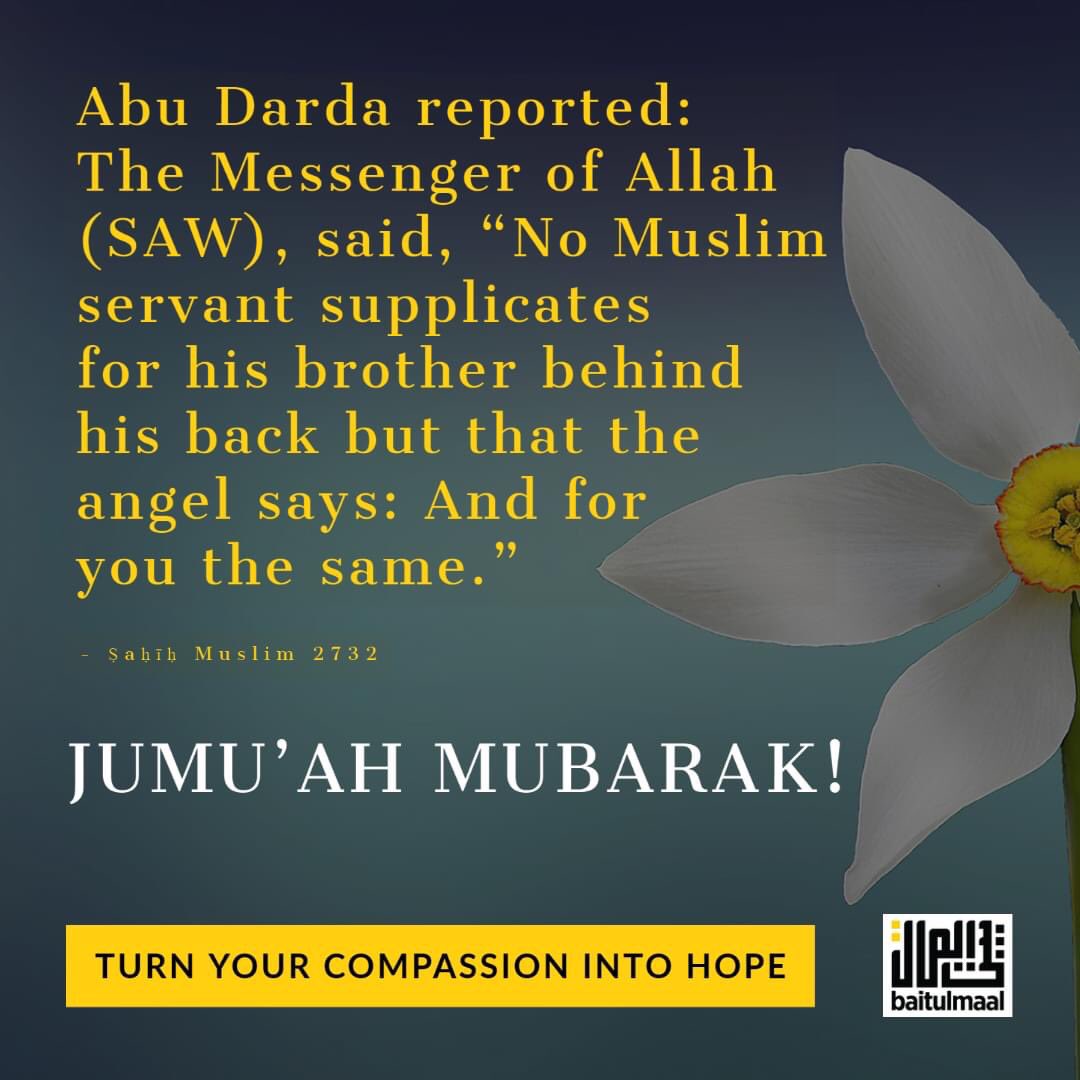 Abu Darda reported:
The Messenger of Allah
(SAW), said, “No Muslim
servant supplicates
for his brother behind
his back but that the
angel says: And for
you the same.”
- Ṣaḥīḥ Muslim 2732
JUMU’AH MUBARAK!
TURN YOUR COMPASSION INTO HOPE
بيت المال
baitulmaal